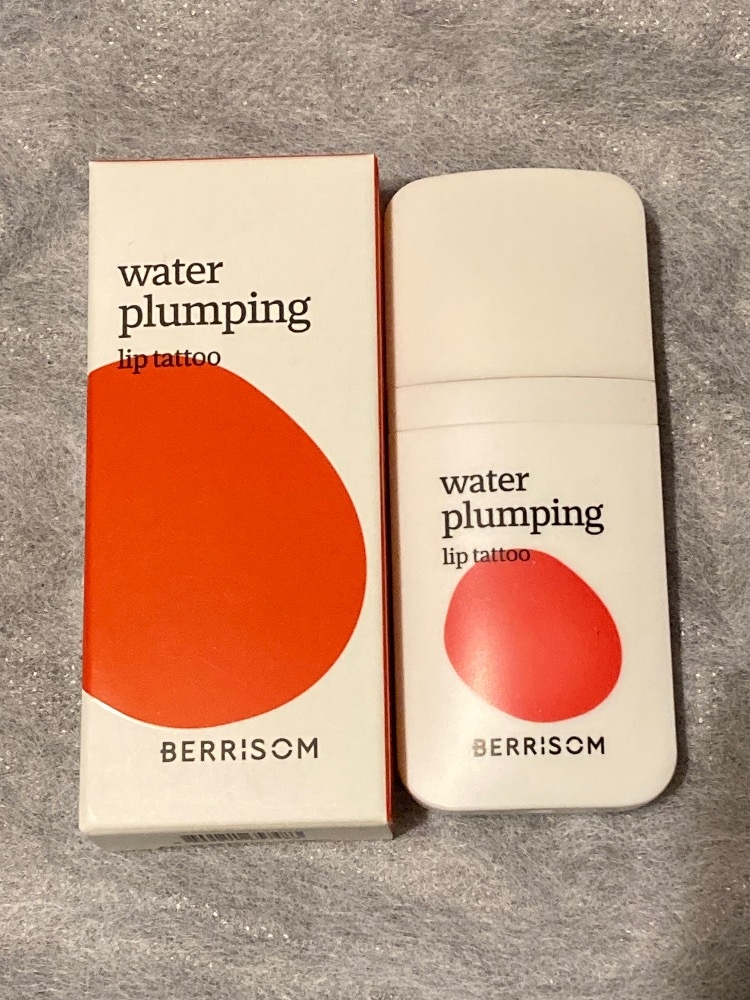 water
plumping
lip tattoo
BERRISOM
water
plumping
lip tattoo
BERRISOM